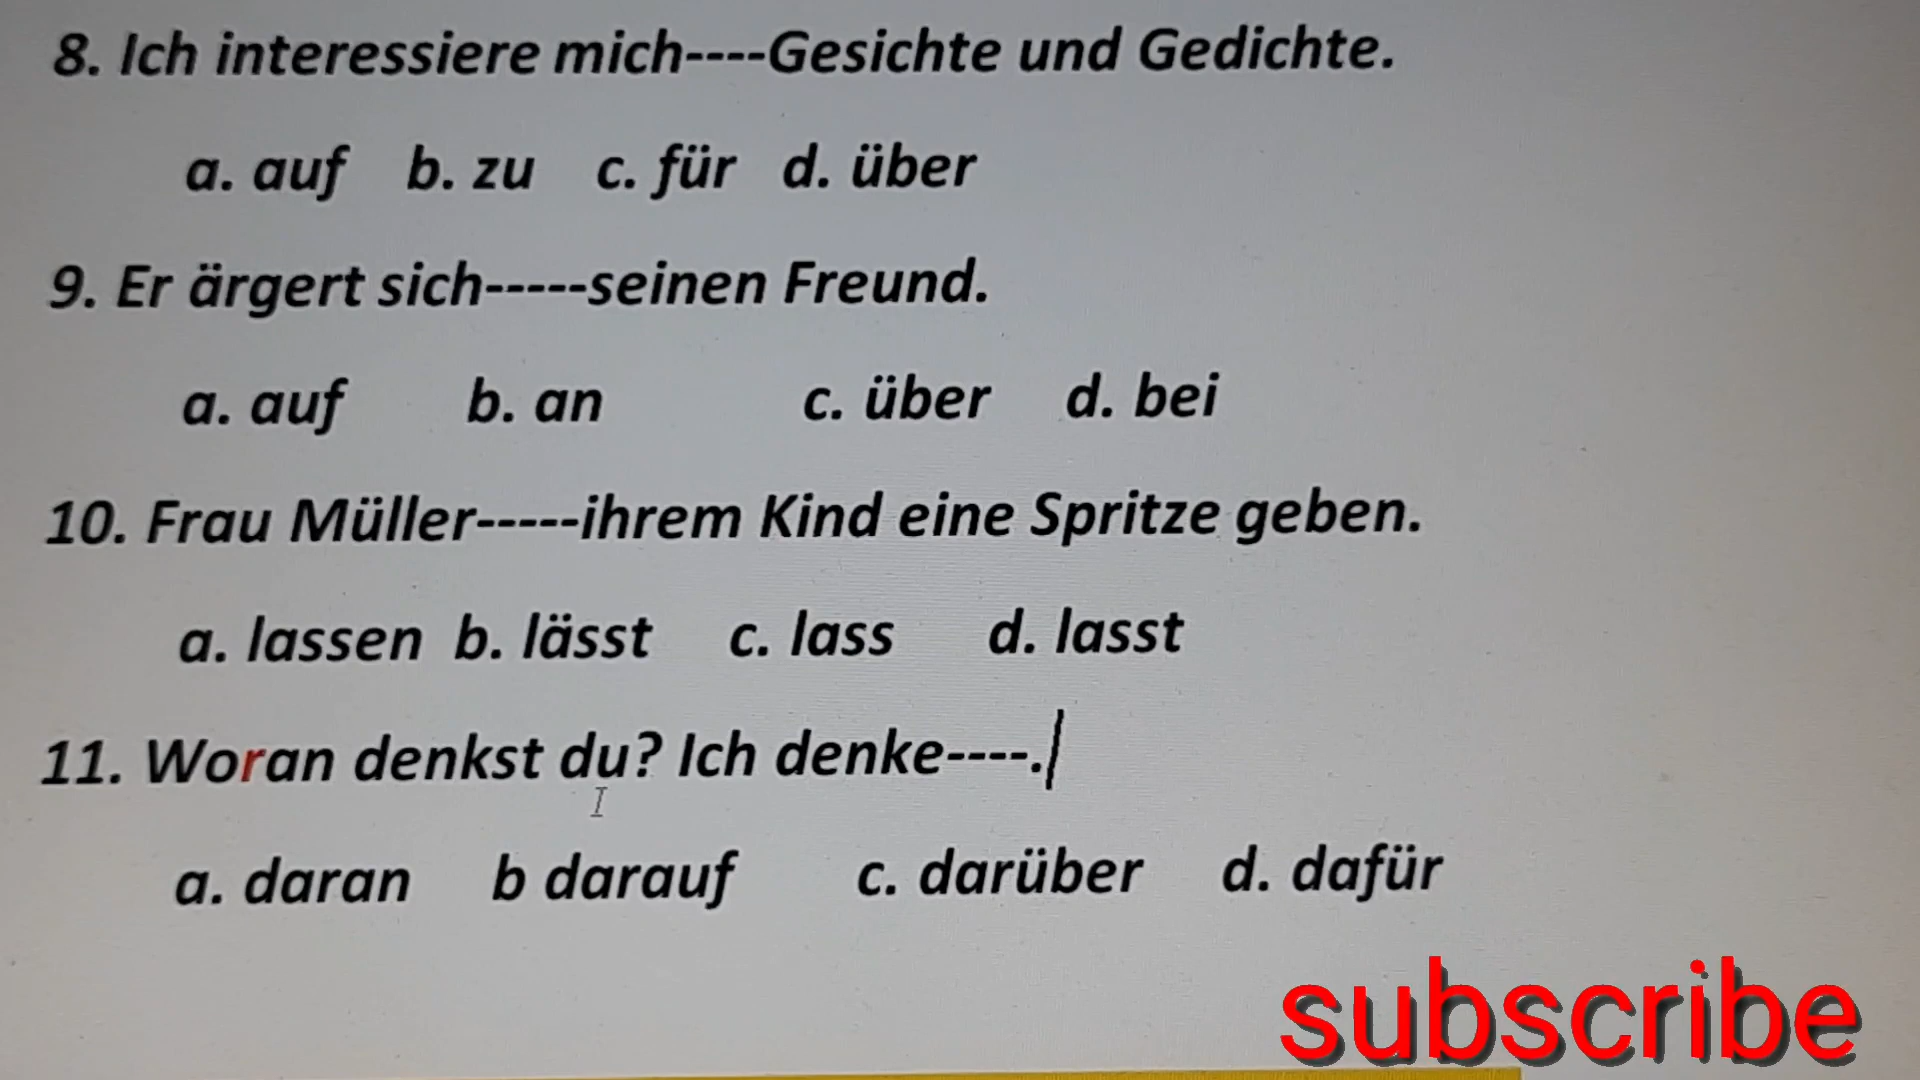 8. Ich interessiere mich----Gesichte und Gedichte.
a. auf b. zu c. für d. über
9. Er ärgert sich-----seinen Freund.
a. auf b. an c. über d. bei
10. Frau Müller-----ihrem Kind eine Spritze geben.
a. lassen b. lässt c. lass d. lasst
11. Woran denkst du? Ich denke----.
a. daran b darauf c. darüber d. dafür
subscribe